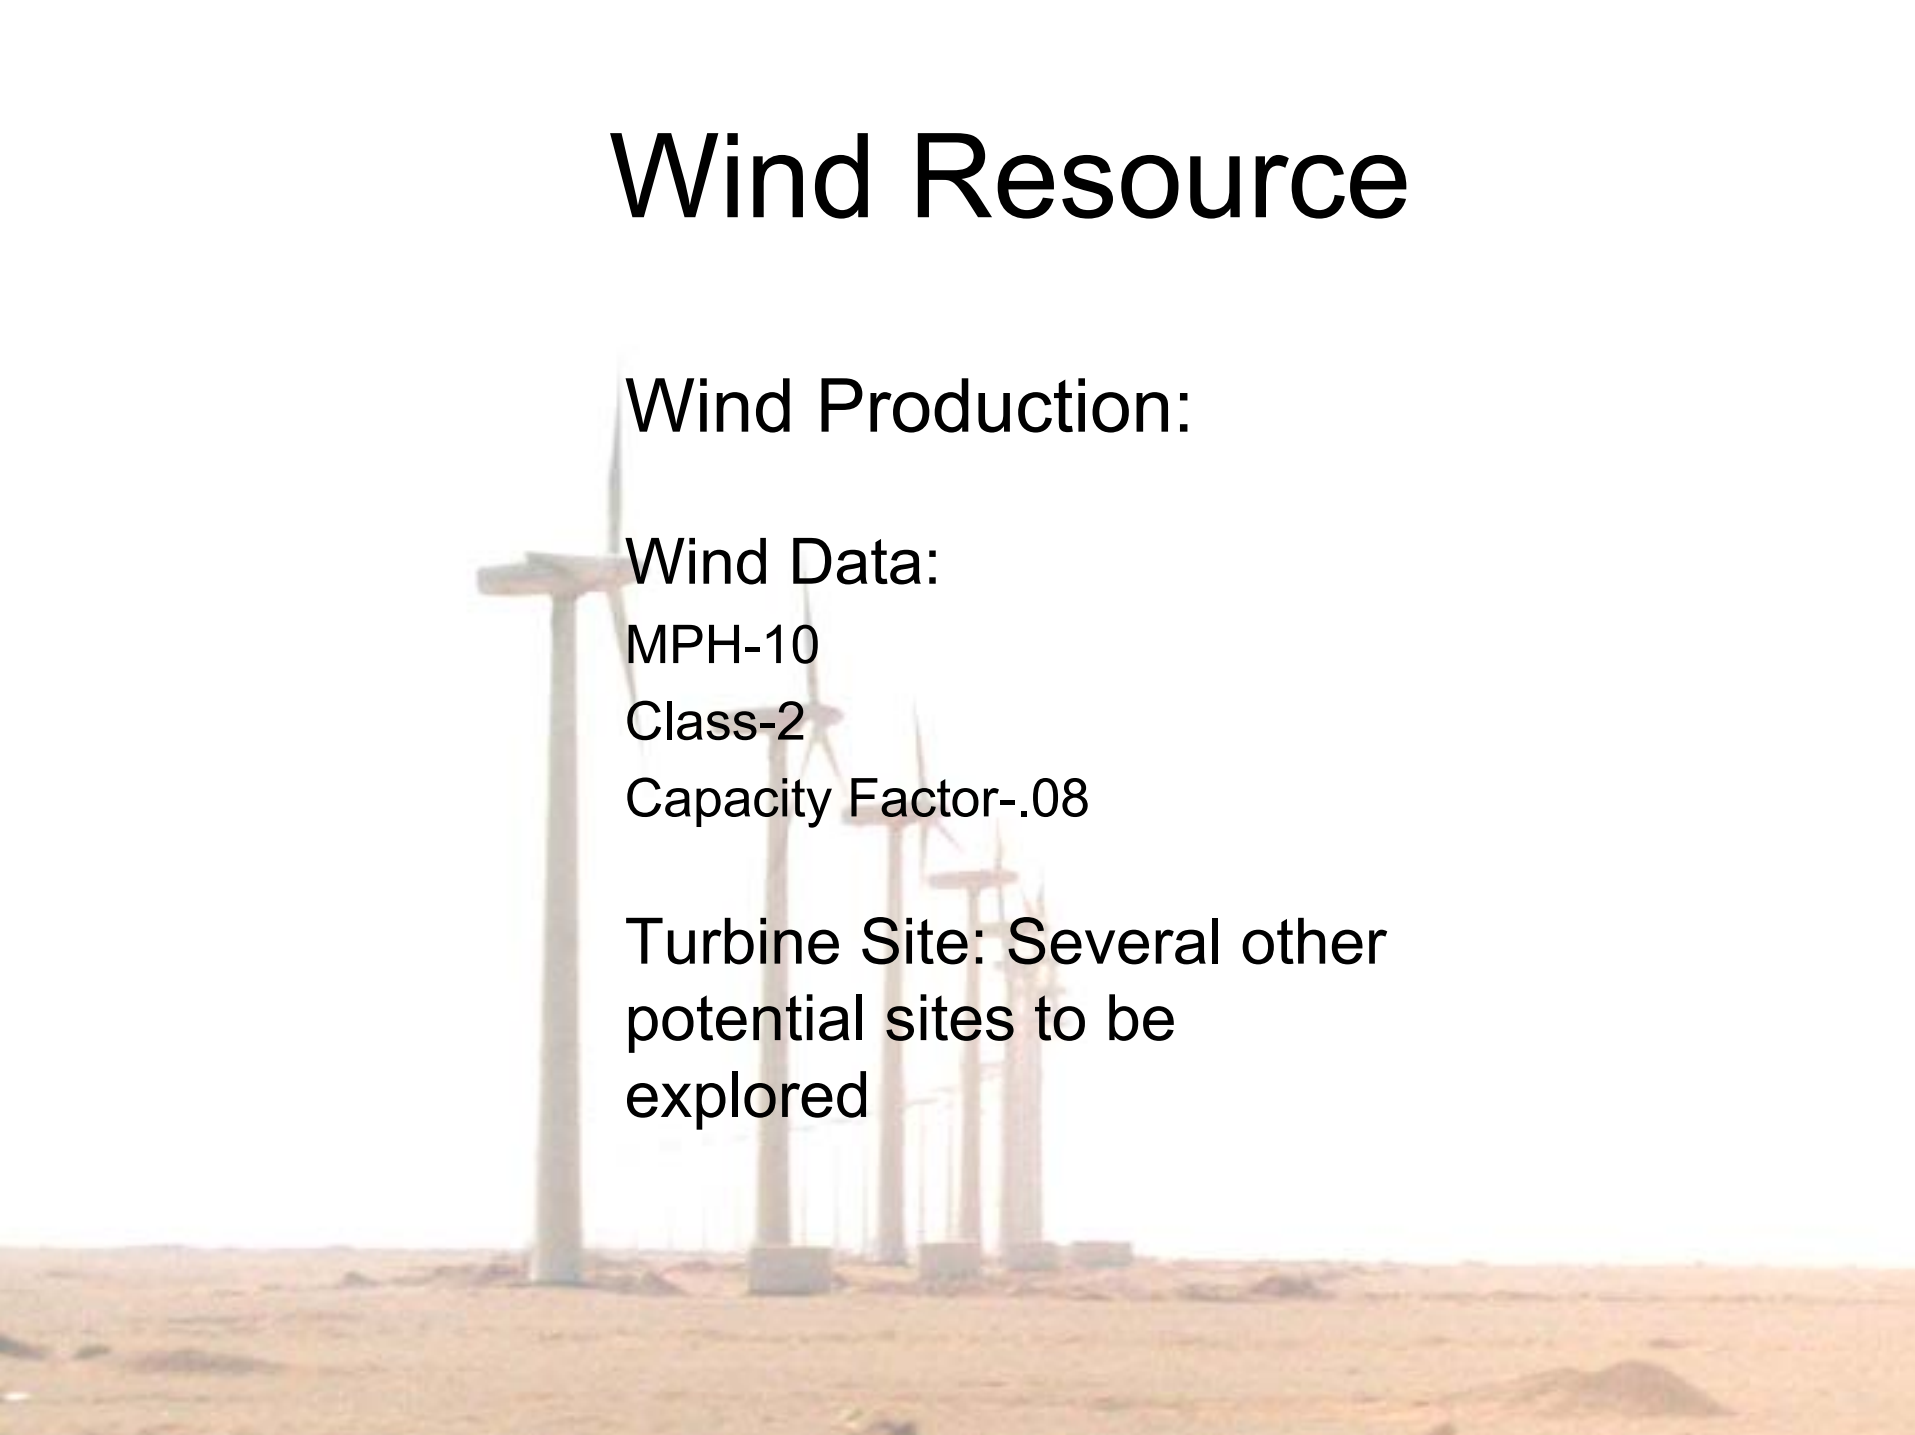 Wind Resource
Wind Production:
Wind Data:
MPH-10
Class-2
Capacity Factor-.08
Turbine Site: Several other
potential sites to be
explored